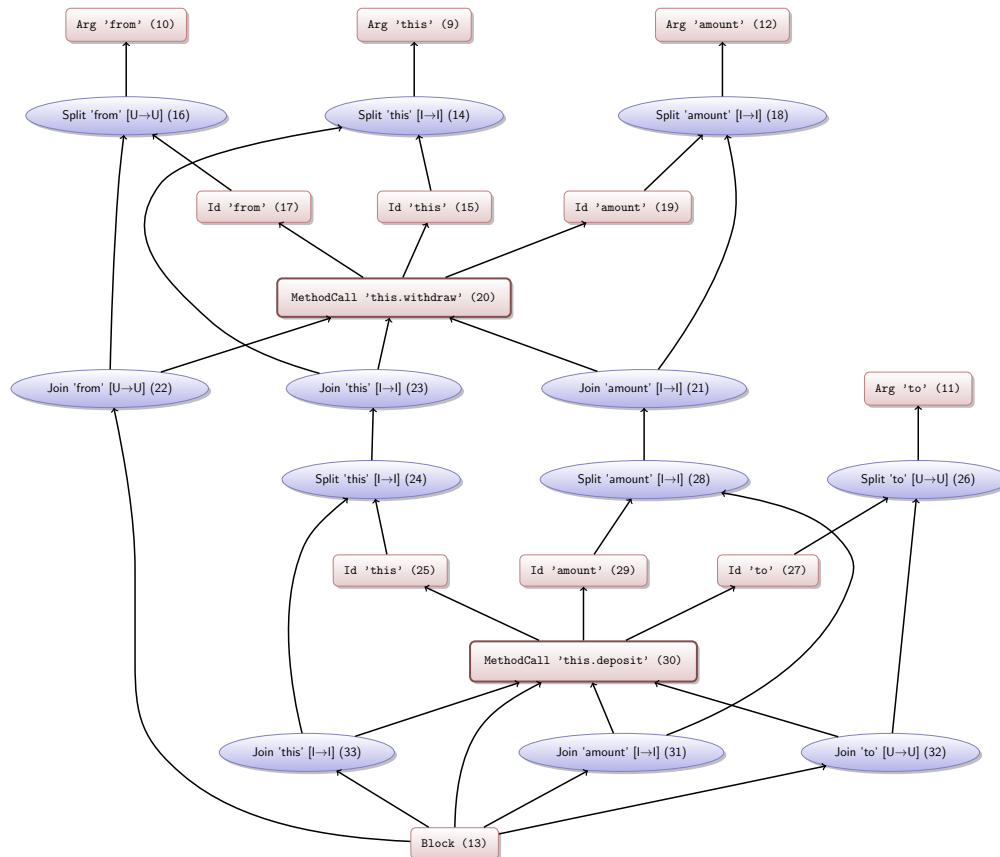 Arg 'from' (10)
Arg 'this' (9)
Arg 'amount' (12)
Split 'from' [U→U] (16)
Split 'this' [I→I] (14)
Split 'amount' [I→I] (18)
Id 'from' (17)
Id 'this' (15)
Id 'amount' (19)
MethodCall 'this.withdraw' (20)
Join 'from' [U→U] (22)
Join 'this' [I→I] (23)
Join 'amount' [I→I] (21)
Arg 'to' (11)
Split 'this' [I→I] (24)
Split 'amount' [I→I] (28)
Split 'to' [U→U] (26)
Id 'this' (25)
Id 'amount' (29)
Id 'to' (27)
MethodCall 'this.deposit' (30)
Join 'this' [I→I] (33)
Join 'amount' [I→I] (31)
Join 'to' [U→U] (32)
Block (13)